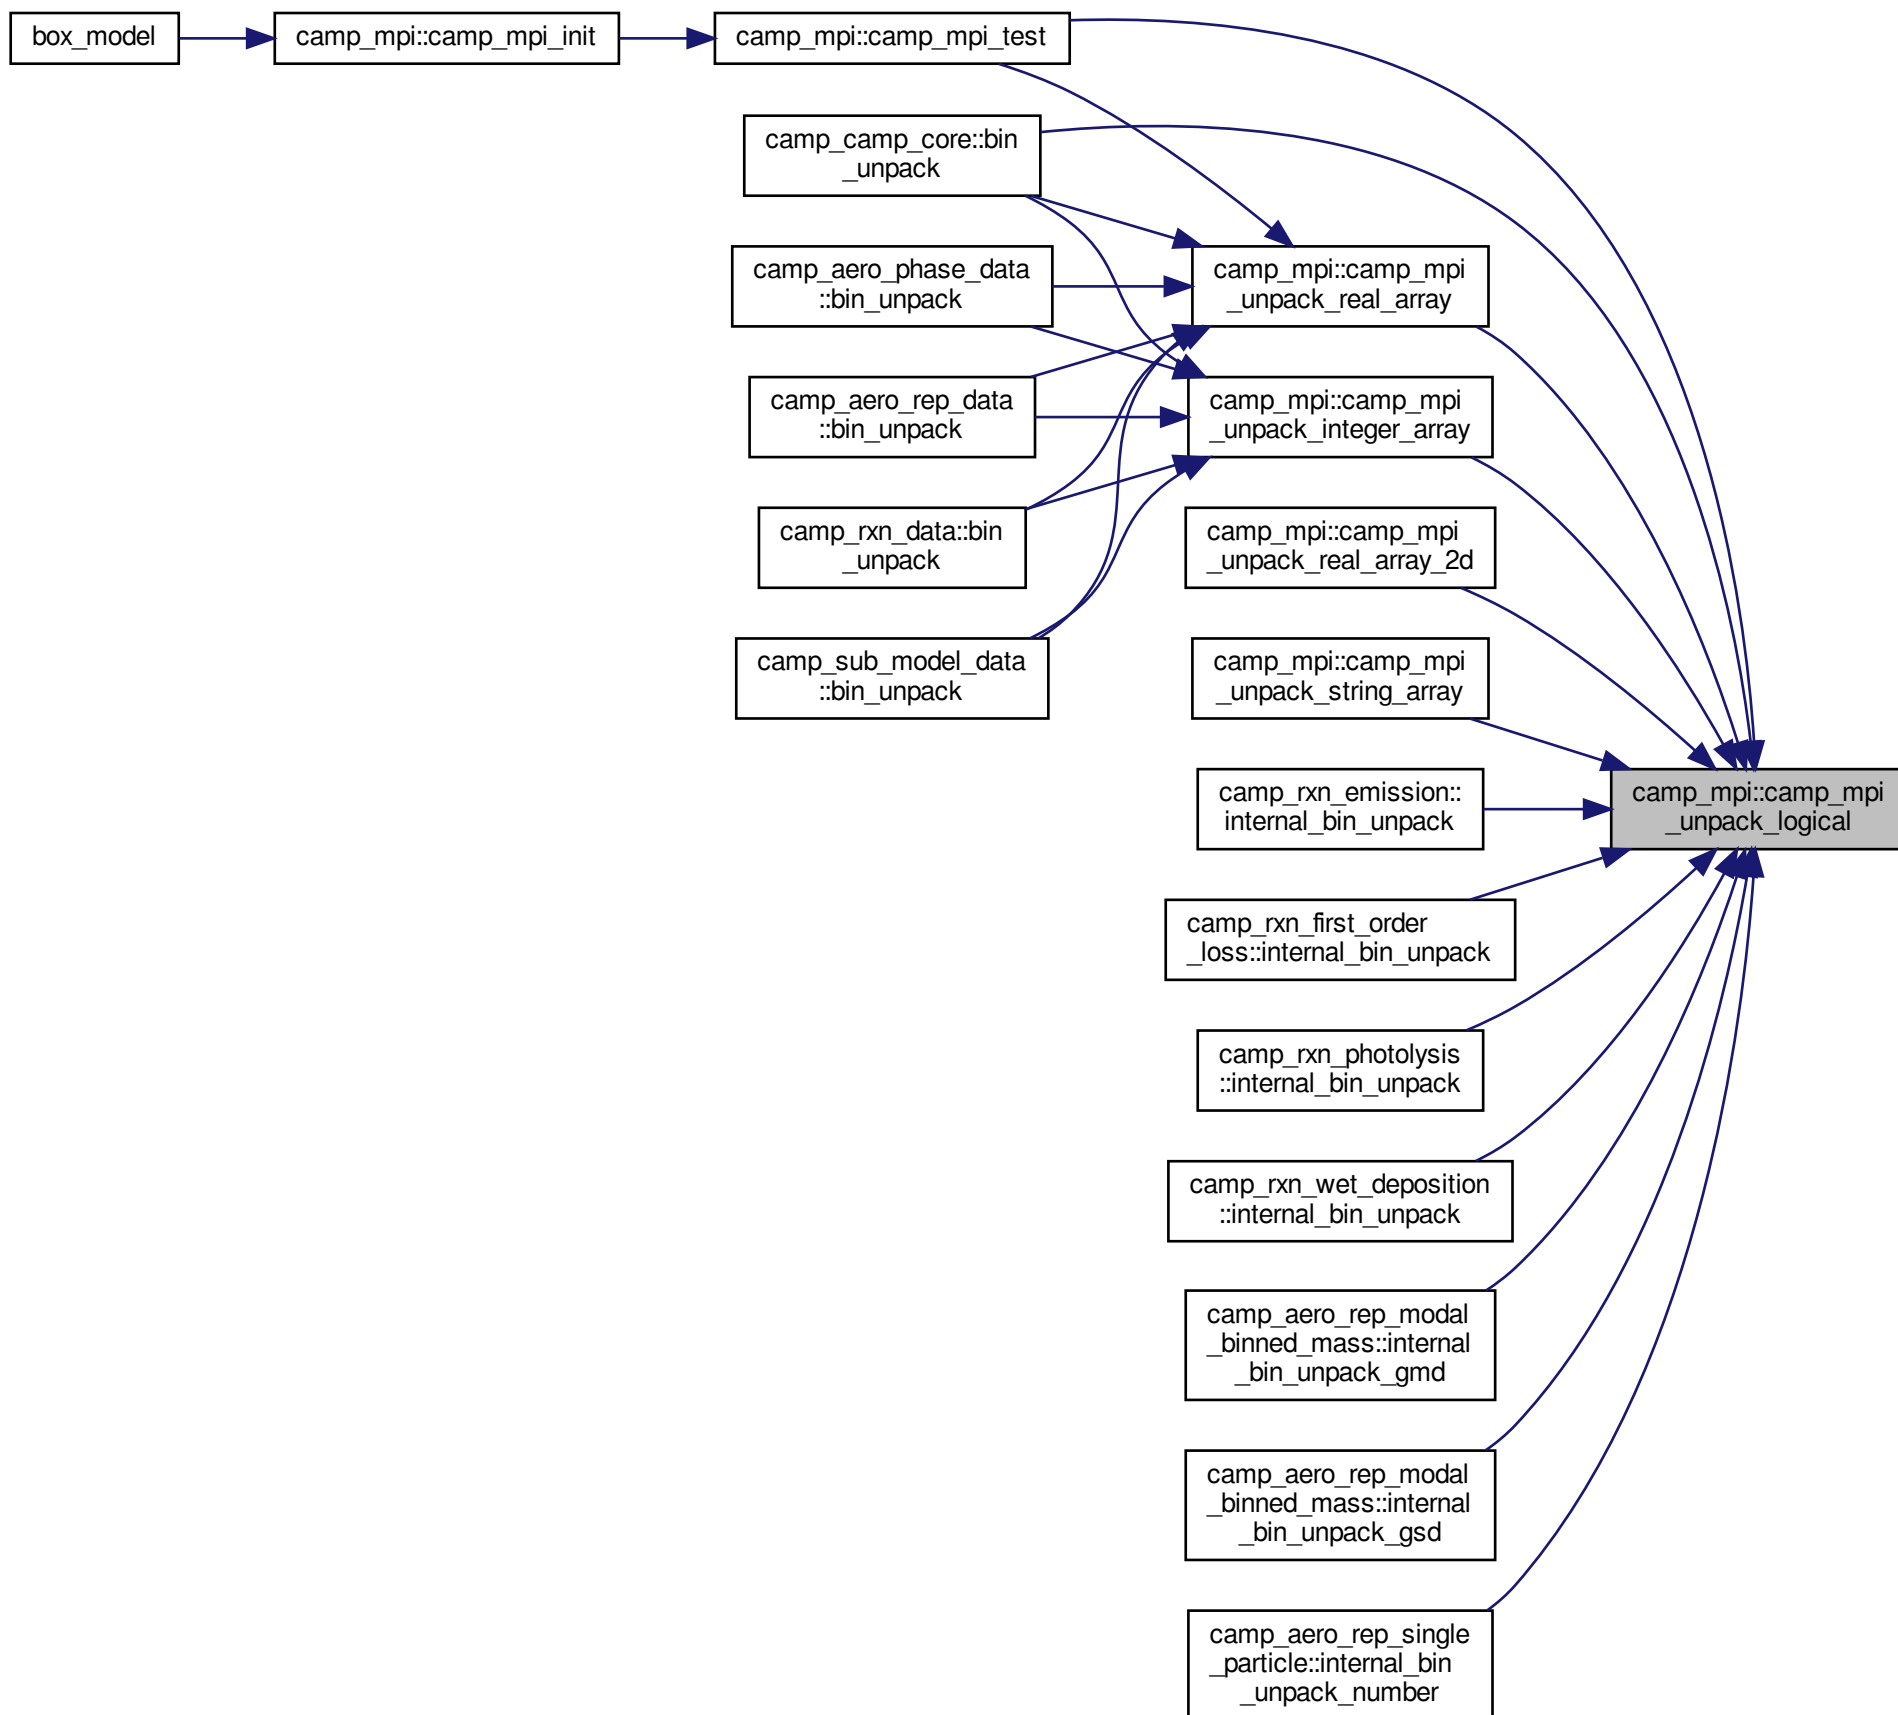 box_model
camp_mpi::camp_mpi_init
camp_mpi::camp_mpi_test
camp_camp_core::bin
_unpack
camp_aero_phase_data
::bin_unpack
camp_mpi::camp_mpi
_unpack_real_array
camp_aero_rep_data
::bin_unpack
camp_mpi::camp_mpi
_unpack_integer_array
camp_rxn_data::bin
_unpack
camp_mpi::camp_mpi
_unpack_real_array_2d
camp_sub_model_data
::bin_unpack
camp_mpi::camp_mpi
_unpack_string_array
camp_rxn_emission::
internal_bin_unpack
camp_mpi::camp_mpi
_unpack_logical
camp_rxn_first_order
_loss::internal_bin_unpack
camp_rxn_photolysis
::internal_bin_unpack
camp_rxn_wet_deposition
::internal_bin_unpack
camp_aero_rep_modal
_binned_mass::internal
_bin_unpack_gmd
camp_aero_rep_modal
_binned_mass::internal
_bin_unpack_gsd
camp_aero_rep_single
_particle::internal_bin
_unpack_number